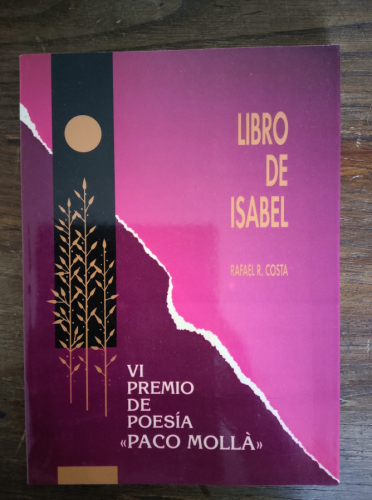 LIBRO
DE
ISABEL
RAFAEL R. COSTA
VI
PREMIO
DE
POESÍA
«PACO MOLLÀ»